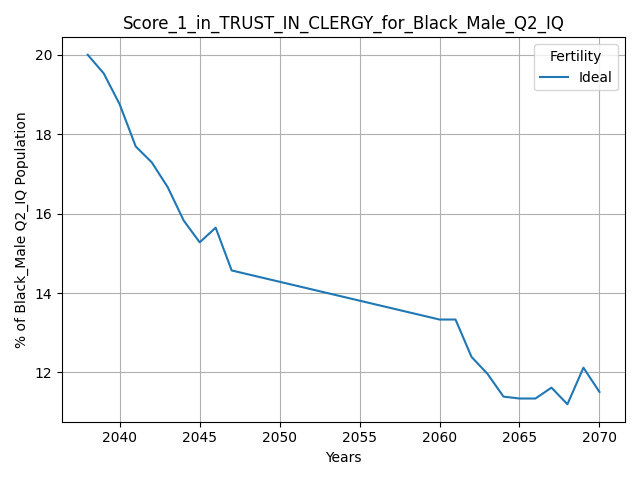 Score_1_in_TRUST_IN_CLERGY_for_Black_Male_Q2_IQ
Fertility
Ideal
% of Black_Male Q2_IQ Population
20
18
16
14
12
2040 2045 2050 2055 2060 2065 2070
Years